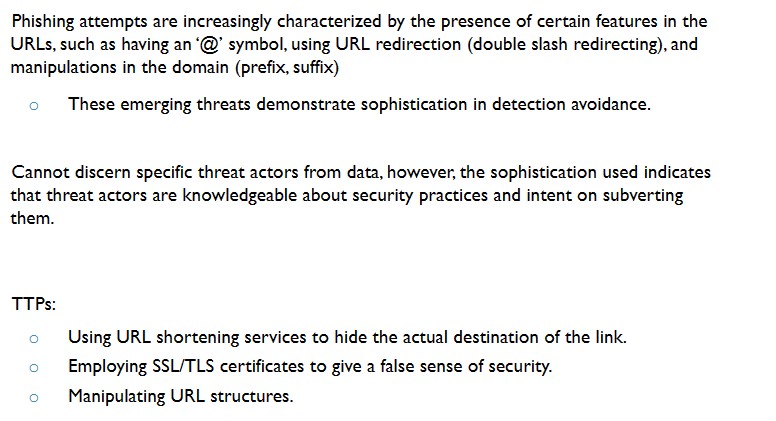 Phishing attempts are increasingly characterized by the presence of certain features in the
URLs, such as having an ‘@’ symbol, using URL redirection (double slash redirecting), and
manipulations in the domain (prefix, suffix)
○ These emerging threats demonstrate sophistication in detection avoidance.
Cannot discern specific threat actors from data, however, the sophistication used indicates
that threat actors are knowledgeable about security practices and intent on subverting
them.
TTPs:
○ Using URL shortening services to hide the actual destination of the link.
○ Employing SSL/TLS certificates to give a false sense of security.
○ Manipulating URL structures.